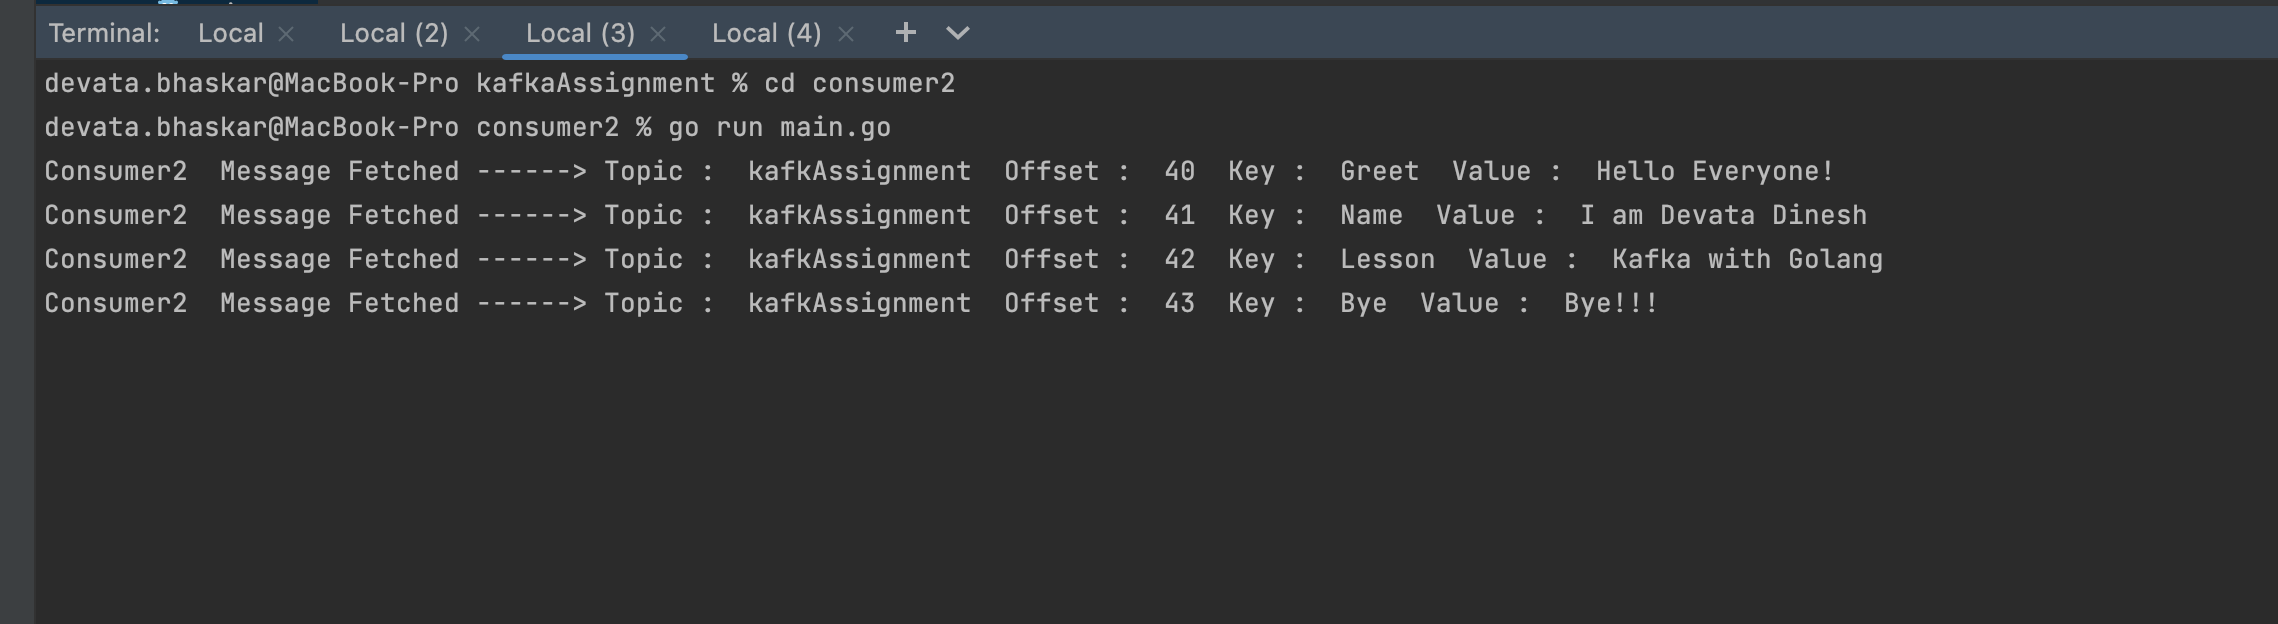 Terminal: Local × Local (2) × Local (3) × Local (4) × +
devata.bhaskar@MacBook-Pro kafkaAssignment % cd consumer2
devata.bhaskar@MacBook-Pro consumer2 % go run main.go
Consumer2  Message Fetched ------> Topic :  kafkAssignment  Offset :  40  Key :  Greet  Value :  Hello Everyone!
Consumer2  Message Fetched ------> Topic :  kafkAssignment  Offset :  41  Key :  Name  Value :  I am Devata Dinesh
Consumer2  Message Fetched ------> Topic :  kafkAssignment  Offset :  42  Key :  Lesson  Value :  Kafka with Golang
Consumer2  Message Fetched ------> Topic :  kafkAssignment  Offset :  43  Key :  Bye  Value :  Bye!!!